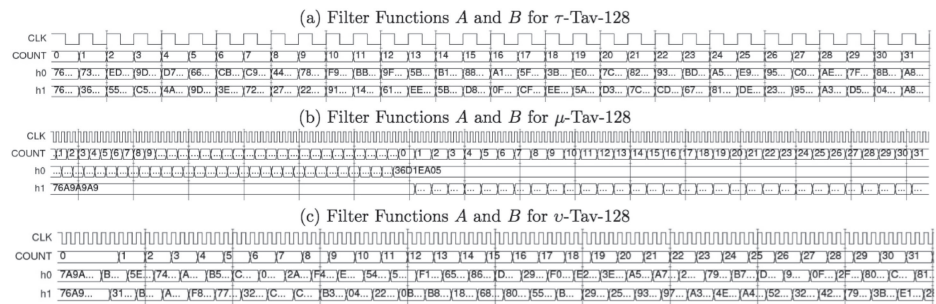 (a) Filter Functions A and B for τ-Tav-128
CLK
COUNT 0 1 2 3 4 5 6 7 8 9 10 11 12 13 14 15 16 17 18 19 20 21 22 23 24 25 26 27 28 29 30 31
h0 76... 73... ED... 9D... D7... 66... CB... C9... 44... 78... F9... BB... 9F... 5B... B1... 88... A1... 5F... 3B... E0... 7C... 82... 93... BD... A5... E9... 95... C0... AE... 7F... 8B... A8...
h1 76... 36... 55... C5... 4A... 9D... 3E... 72... 27... 22... 91... 14... 61... EE... 5B... D8... 0F... CF... EE... 5A... D3... 7C... CD... 67... 81... DE... 23... 95... A3... D5... 04... A8...
(b) Filter Functions A and B for μ-Tav-128
CLK
COUNT 1 2 3 4 5 6 7 8 9 ... 0 1 2 3 4 5 6 7 8 9 10 11 12 13 14 15 16 17 18 19 20 21 22 23 24 25 26 27 28 29 30 31
h0 36D1EA05
h1 76A9A9A9
(c) Filter Functions A and B for υ-Tav-128
CLK
COUNT 0 1 2 3 4 5 6 7 8 9 10 11 12 13 14 15 16 17 18 19 20 21 22 23 24 25 26 27 28 29 30 31
h0 7A9A... B... 5E... 74... A... B5... C... 0... 2A... F4... E... 54... 5... F1... 65... 86... D... 29... F0... E2... 3E... A5... A7... 2... 79... B7... D... 9... 0F... 2F... 80... C... 81...
h1 76A9... 31... B... A... F8... 77... 32... C... C... B3... 04... 22... 0B... B8... 18... 68... 80... 55... B... 29... 25... 93... 97... A3... 4E... A4... 52... 32... 42... 79... 3B... E1... 2